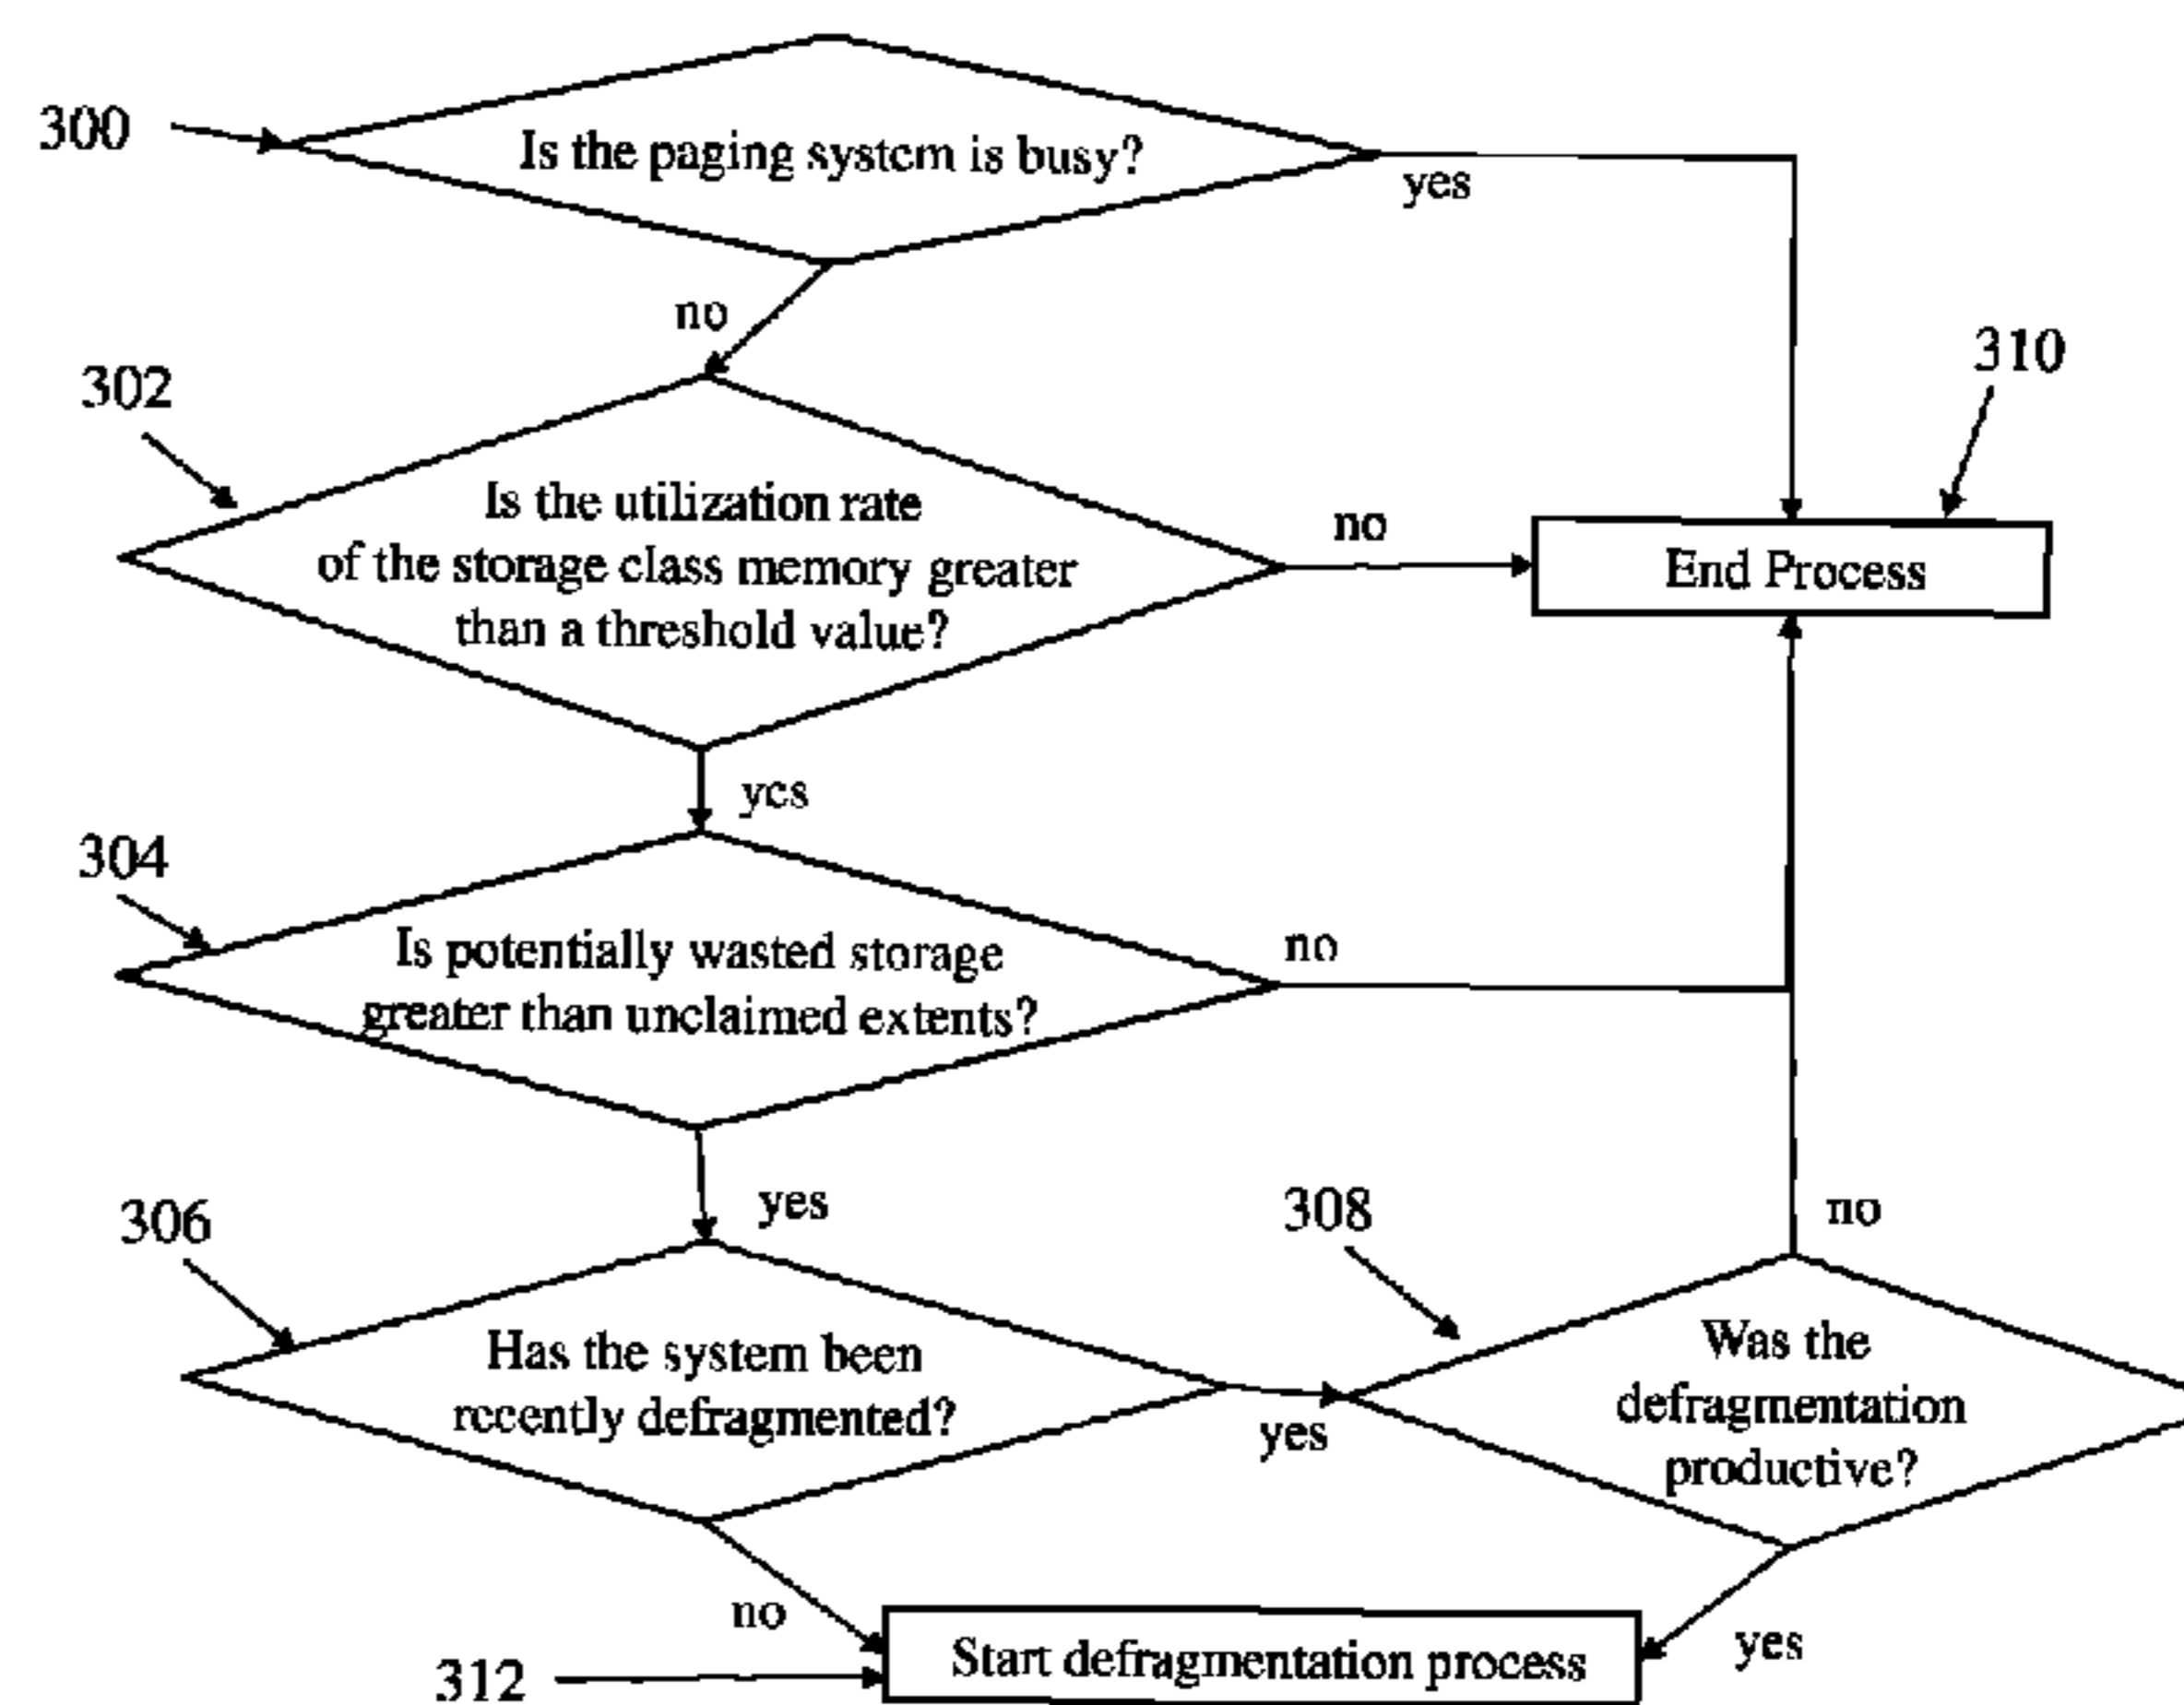 300
Is the paging system is busy?
yes
no
302
310
Is the utilization rate
of the storage class memory greater
than a threshold value?
no
End Process
yes
304
Is potentially wasted storage
greater than unclaimed extents?
no
yes
306
308
no
Has the system been
recently defragmented?
yes
Was the
defragmentation
productive?
no
312
Start defragmentation process
yes